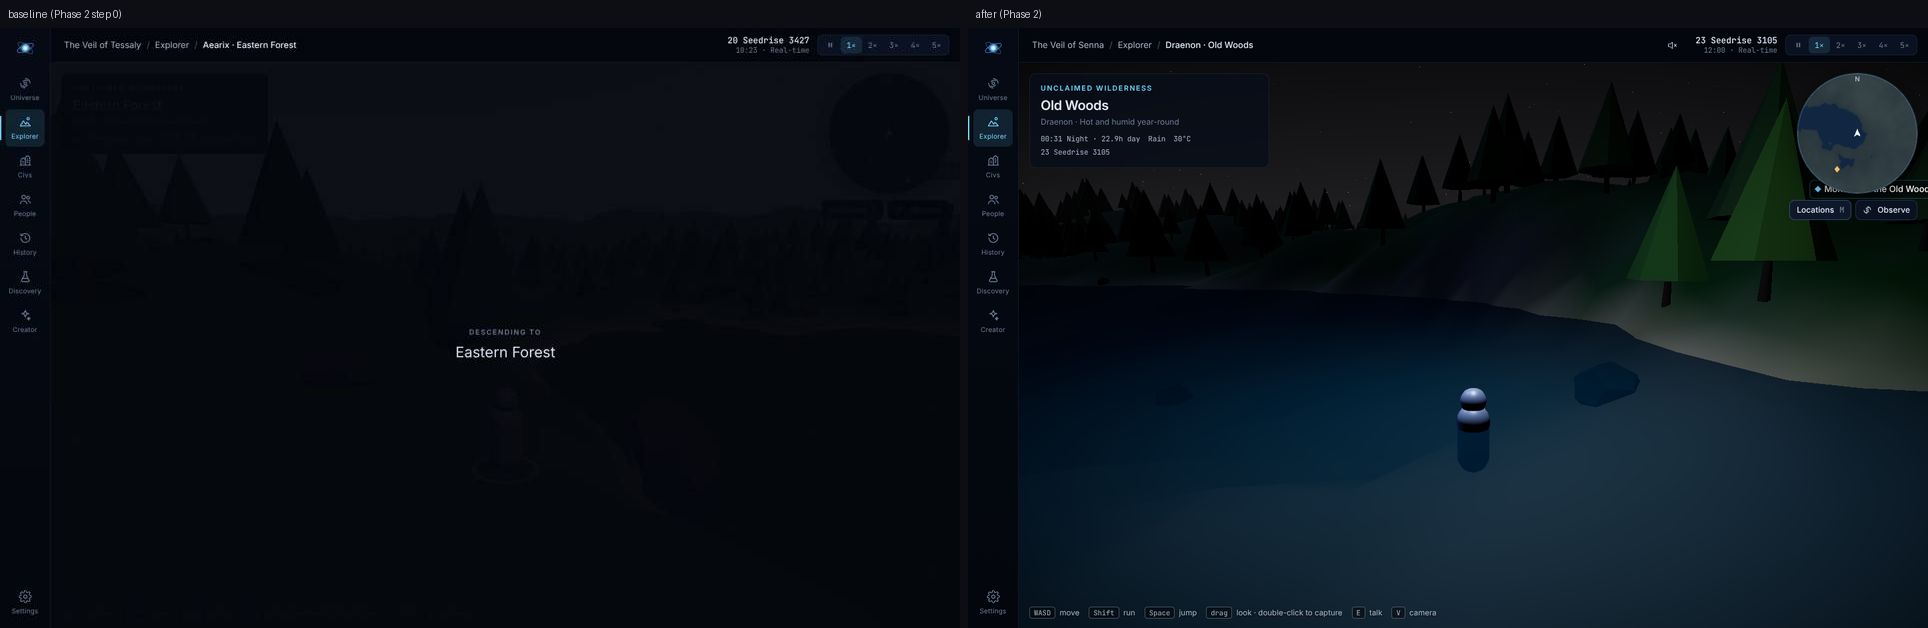 baseline (Phase 2 step 0)
The Veil of Tessaly / Explorer / Aearix · Eastern Forest
20 Seedrise 3427
10:23 · Real-time
1× 2× 3× 4× 5×
Universe
Explorer
Civs
People
History
Discovery
Creator
Settings
Eastern Forest
DESCENDING TO
Eastern Forest
after (Phase 2)
The Veil of Senna / Explorer / Draenon · Old Woods
23 Seedrise 3105
12:00 · Real-time
1× 2× 3× 4× 5×
Universe
Explorer
Civs
People
History
Discovery
Creator
Settings
UNCLAIMED WILDERNESS
Old Woods
Draenon · Hot and humid year-round
00:31 Night · 22.9h day Rain 30°C
23 Seedrise 3105
N
the Old Wood
Locations M
Observe
WASD move Shift run Space jump drag look · double-click to capture E talk V camera